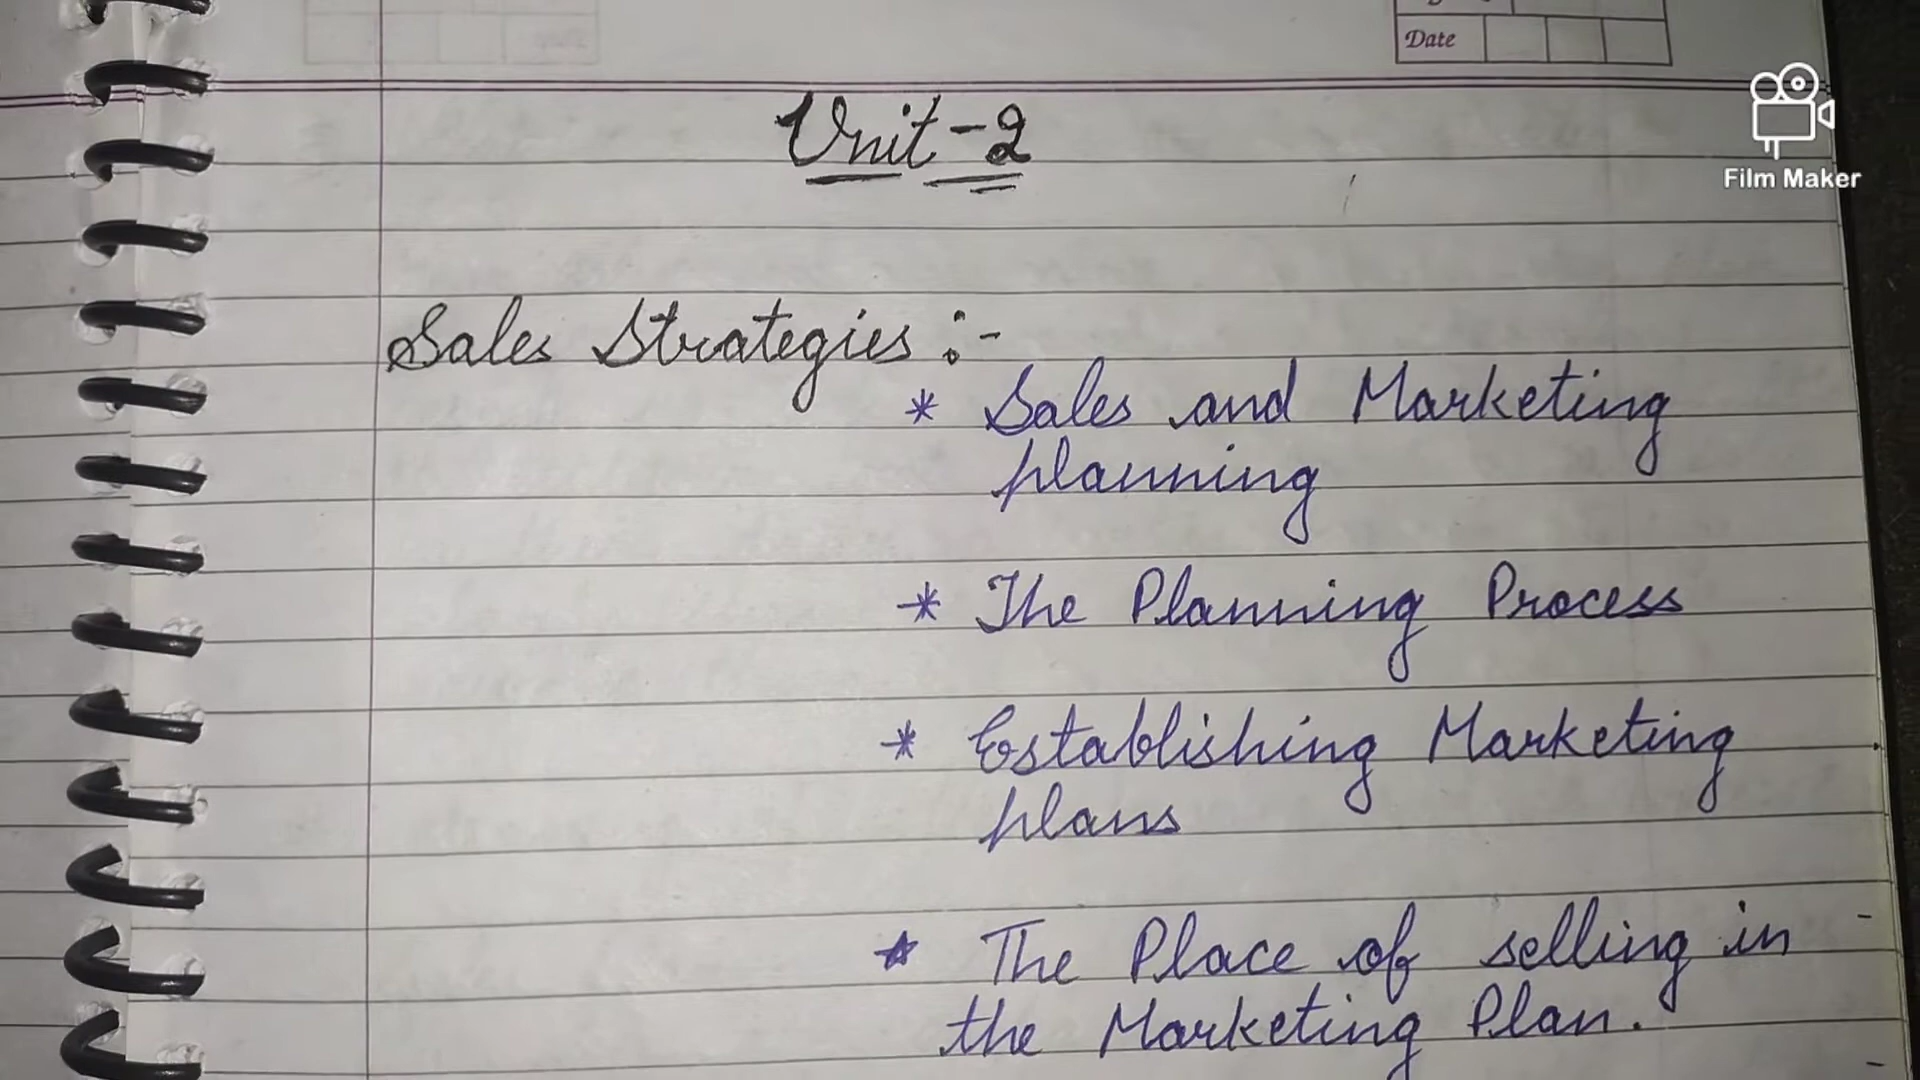 Date
Film Maker
Unit-2
Sales Strategies :-
* Sales and Marketing
planning
* The Planning Process
* Establishing Marketing
plans
* The Place of selling in
the Marketing Plan.